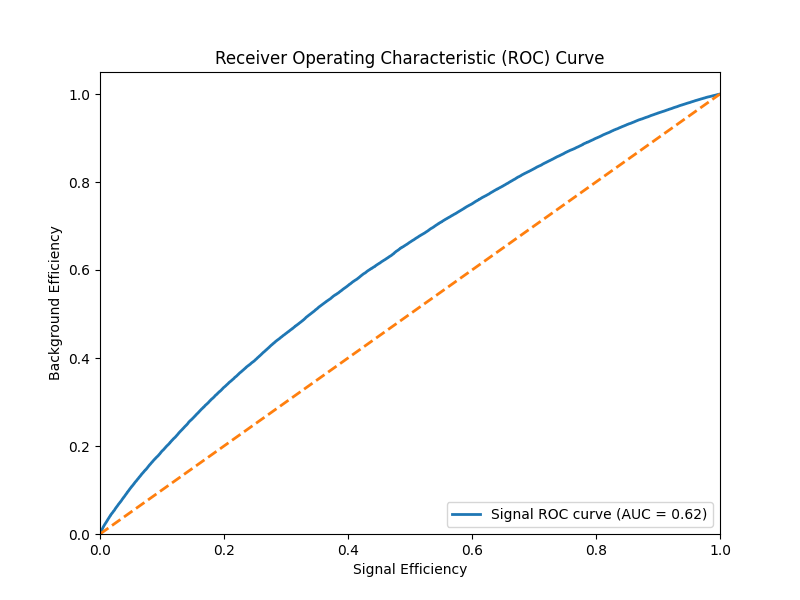 Receiver Operating Characteristic (ROC) Curve
1.0
0.8
0.6
0.4
0.2
0.0
Background Efficiency
Signal ROC curve (AUC = 0.62)
0.0 0.2 0.4 0.6 0.8 1.0
Signal Efficiency